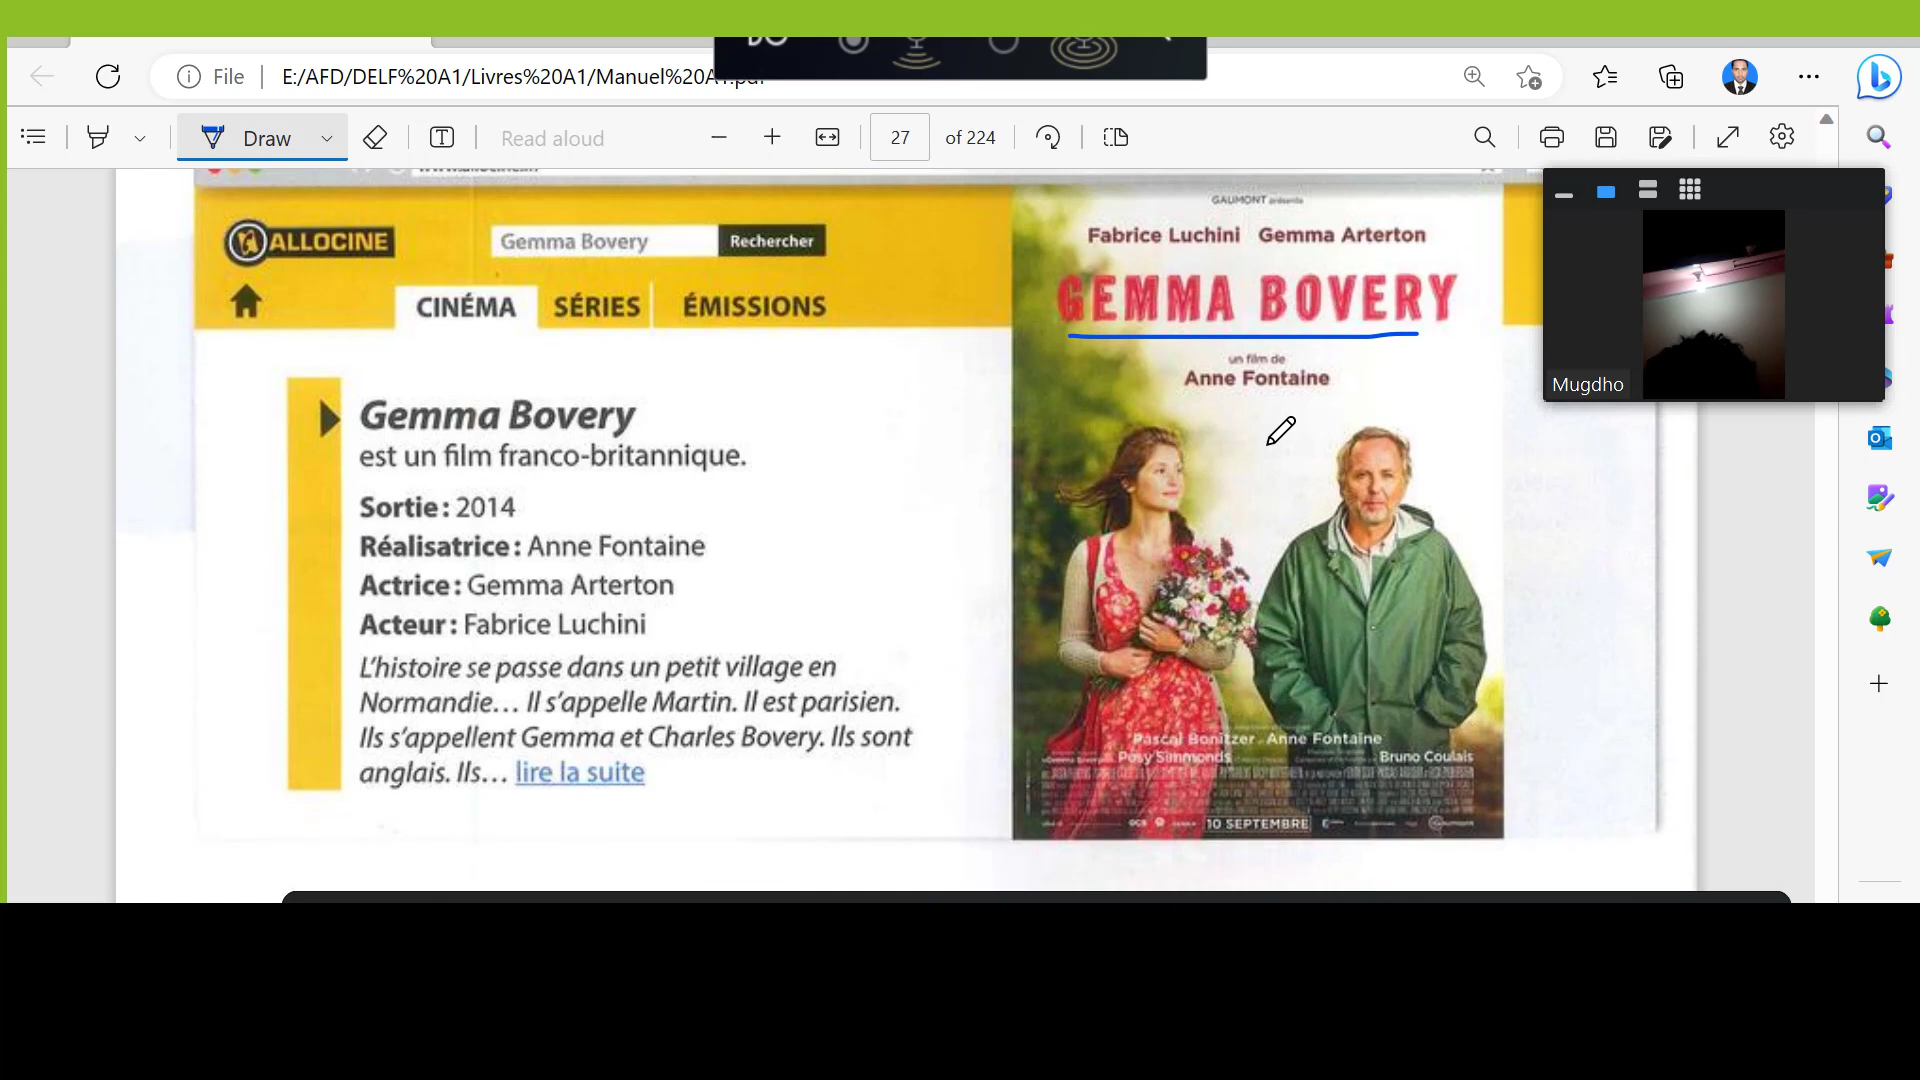 File
E:/AFD/DELF%20A1/Livres%20A1/Manuel%20A1.pdf
Draw
Read aloud
27
of 224
ALLOCINE
Gemma Bovery
Rechercher
CINÉMA
SÉRIES
ÉMISSIONS
Gemma Bovery
est un film franco-britannique.
Sortie : 2014
Réalisatrice : Anne Fontaine
Actrice : Gemma Arterton
Acteur : Fabrice Luchini
L'histoire se passe dans un petit village en
Normandie... Il s'appelle Martin. Il est parisien.
Ils s'appellent Gemma et Charles Bovery. Ils sont
anglais. Ils... lire la suite
GAUMONT présente
Fabrice Luchini Gemma Arterton
GEMMA BOVERY
un film de
Anne Fontaine
Pascal Bonitzer Anne Fontaine
Posy Simmonds
Bruno Coulais
10 SEPTEMBRE
Mugdho